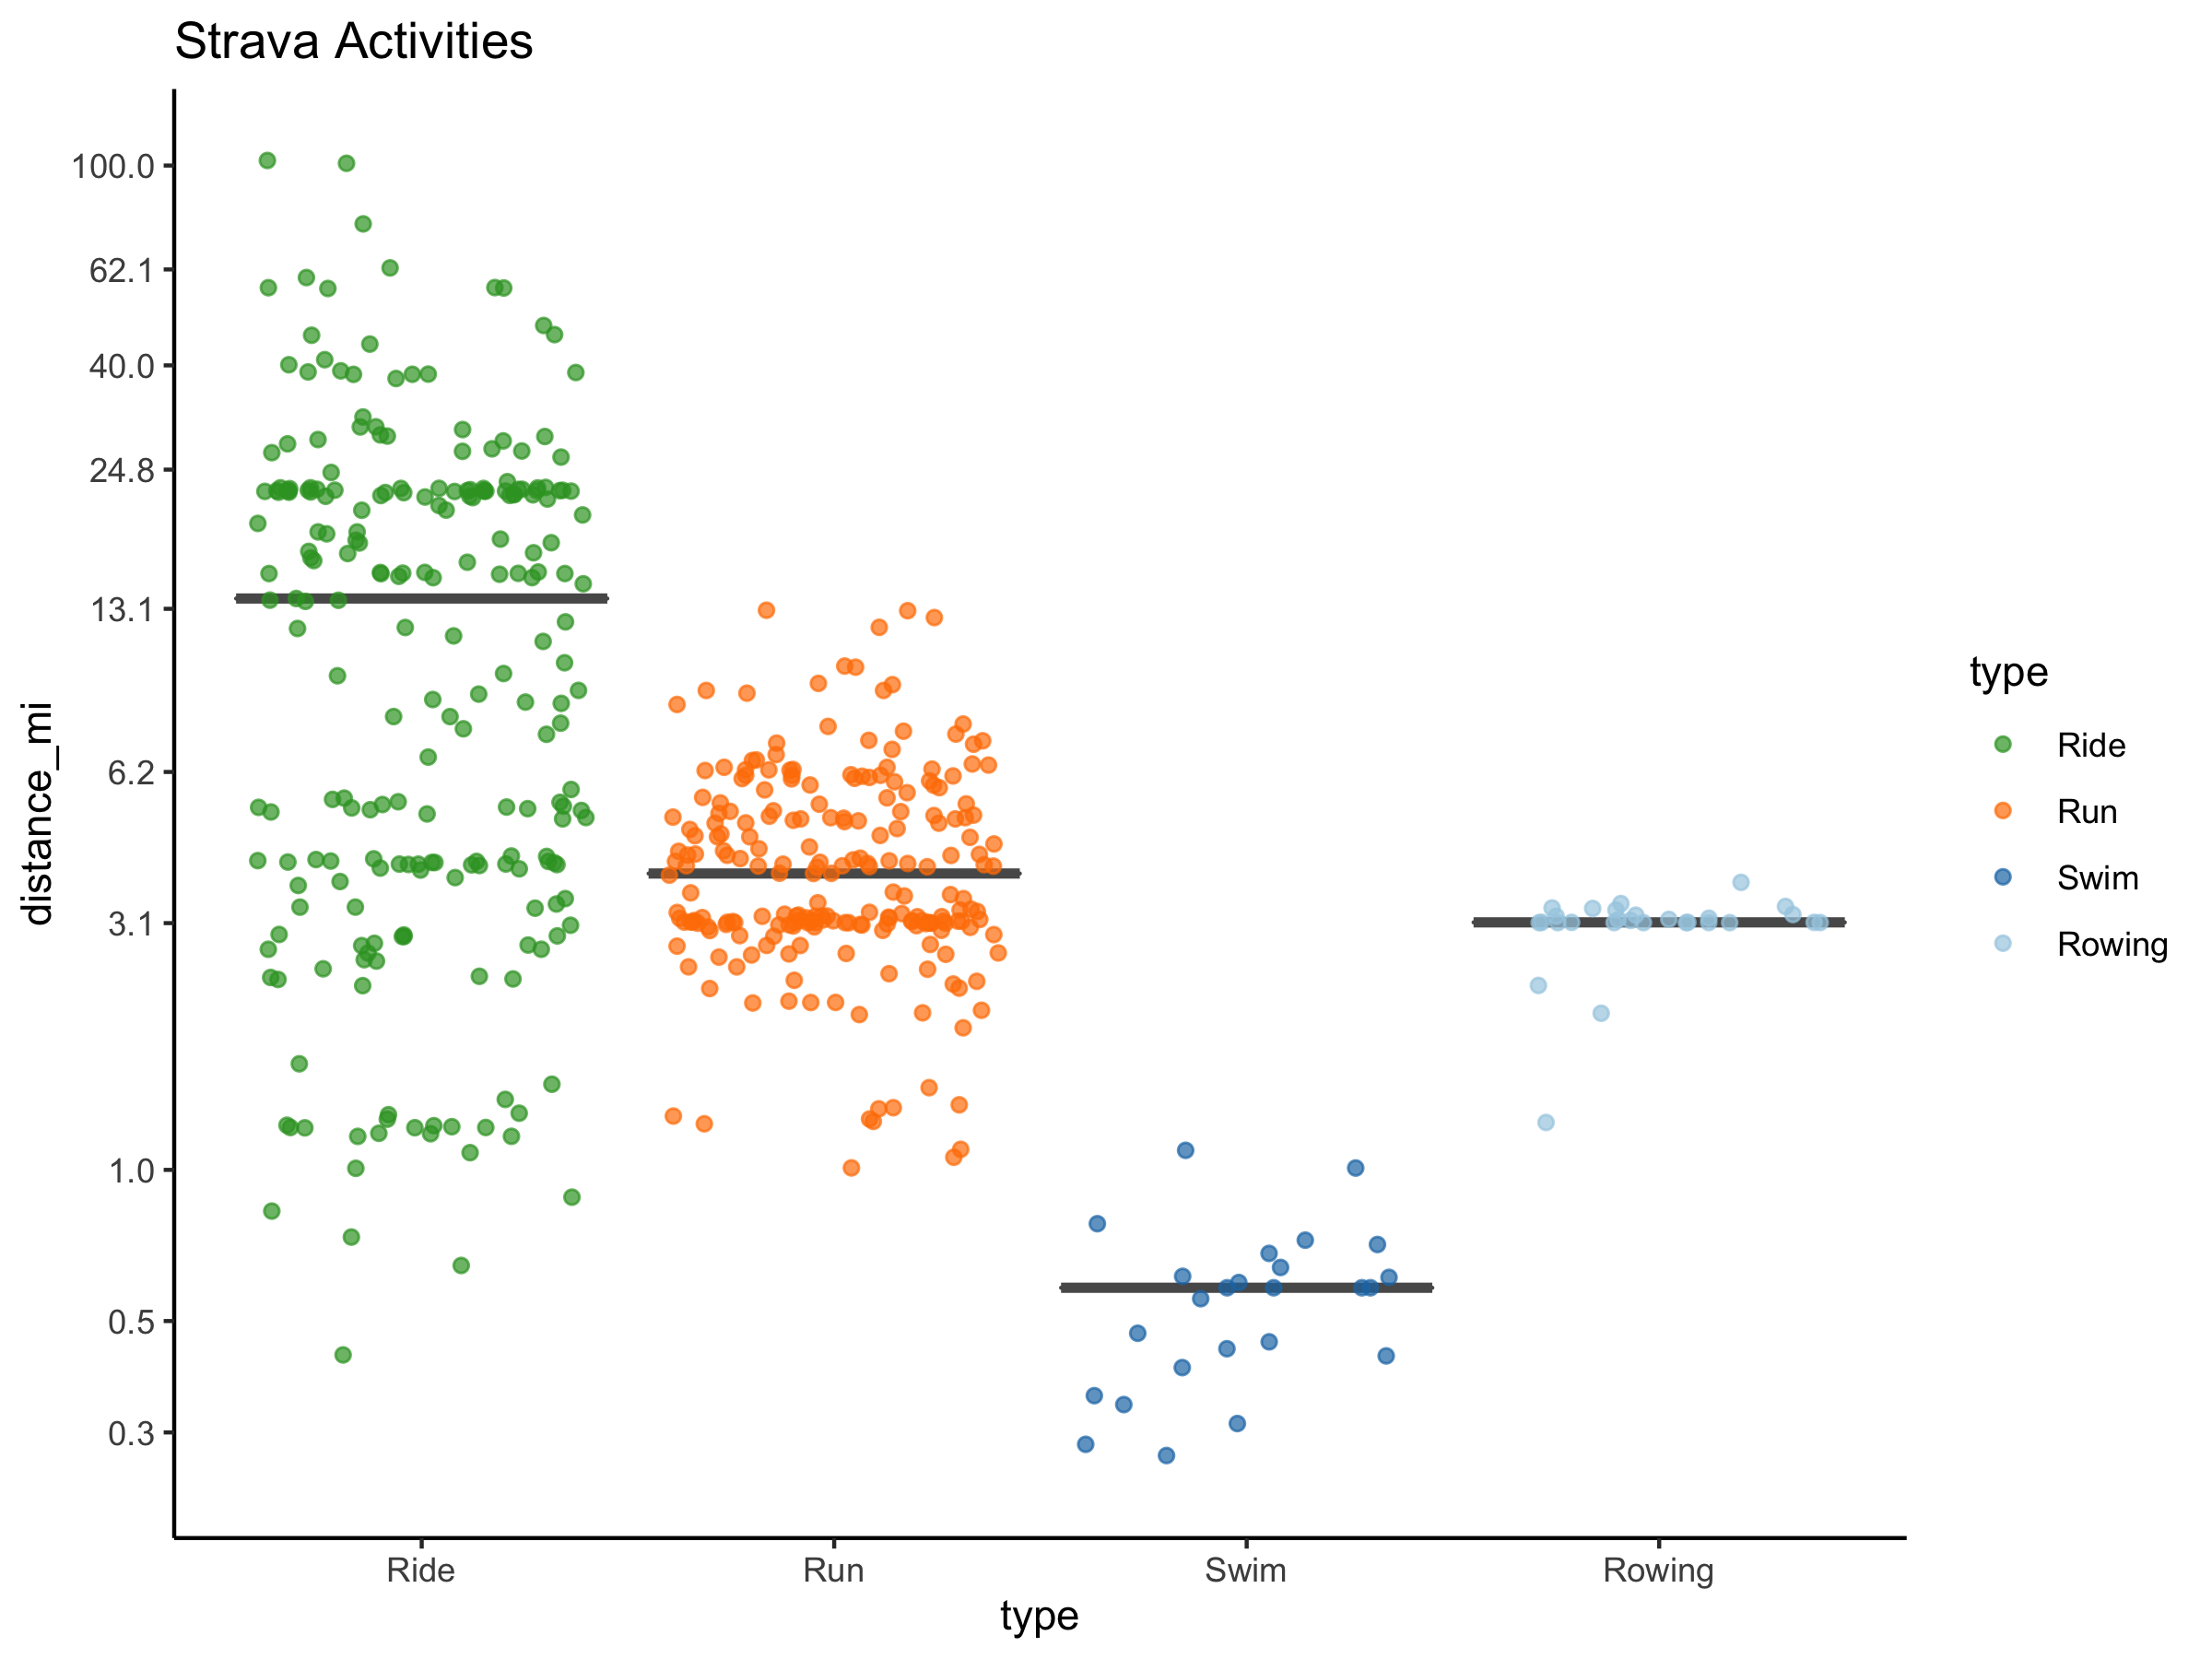 Strava Activities
distance_mi
100.0
62.1
40.0
24.8
13.1
6.2
3.1
1.0
0.5
0.3
Ride Run Swim Rowing
type
type
Ride
Run
Swim
Rowing